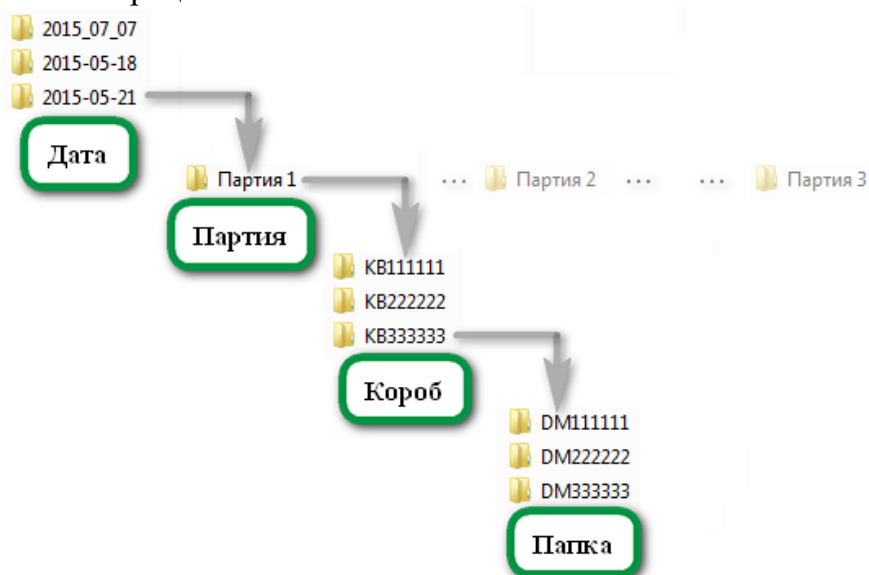 2015_07_07
2015-05-18
2015-05-21
Дата
Партия 1 ... Партия 2 ... ... Партия 3
Партия
KB111111
KB222222
KB333333
Короб
DM111111
DM222222
DM333333
Папка